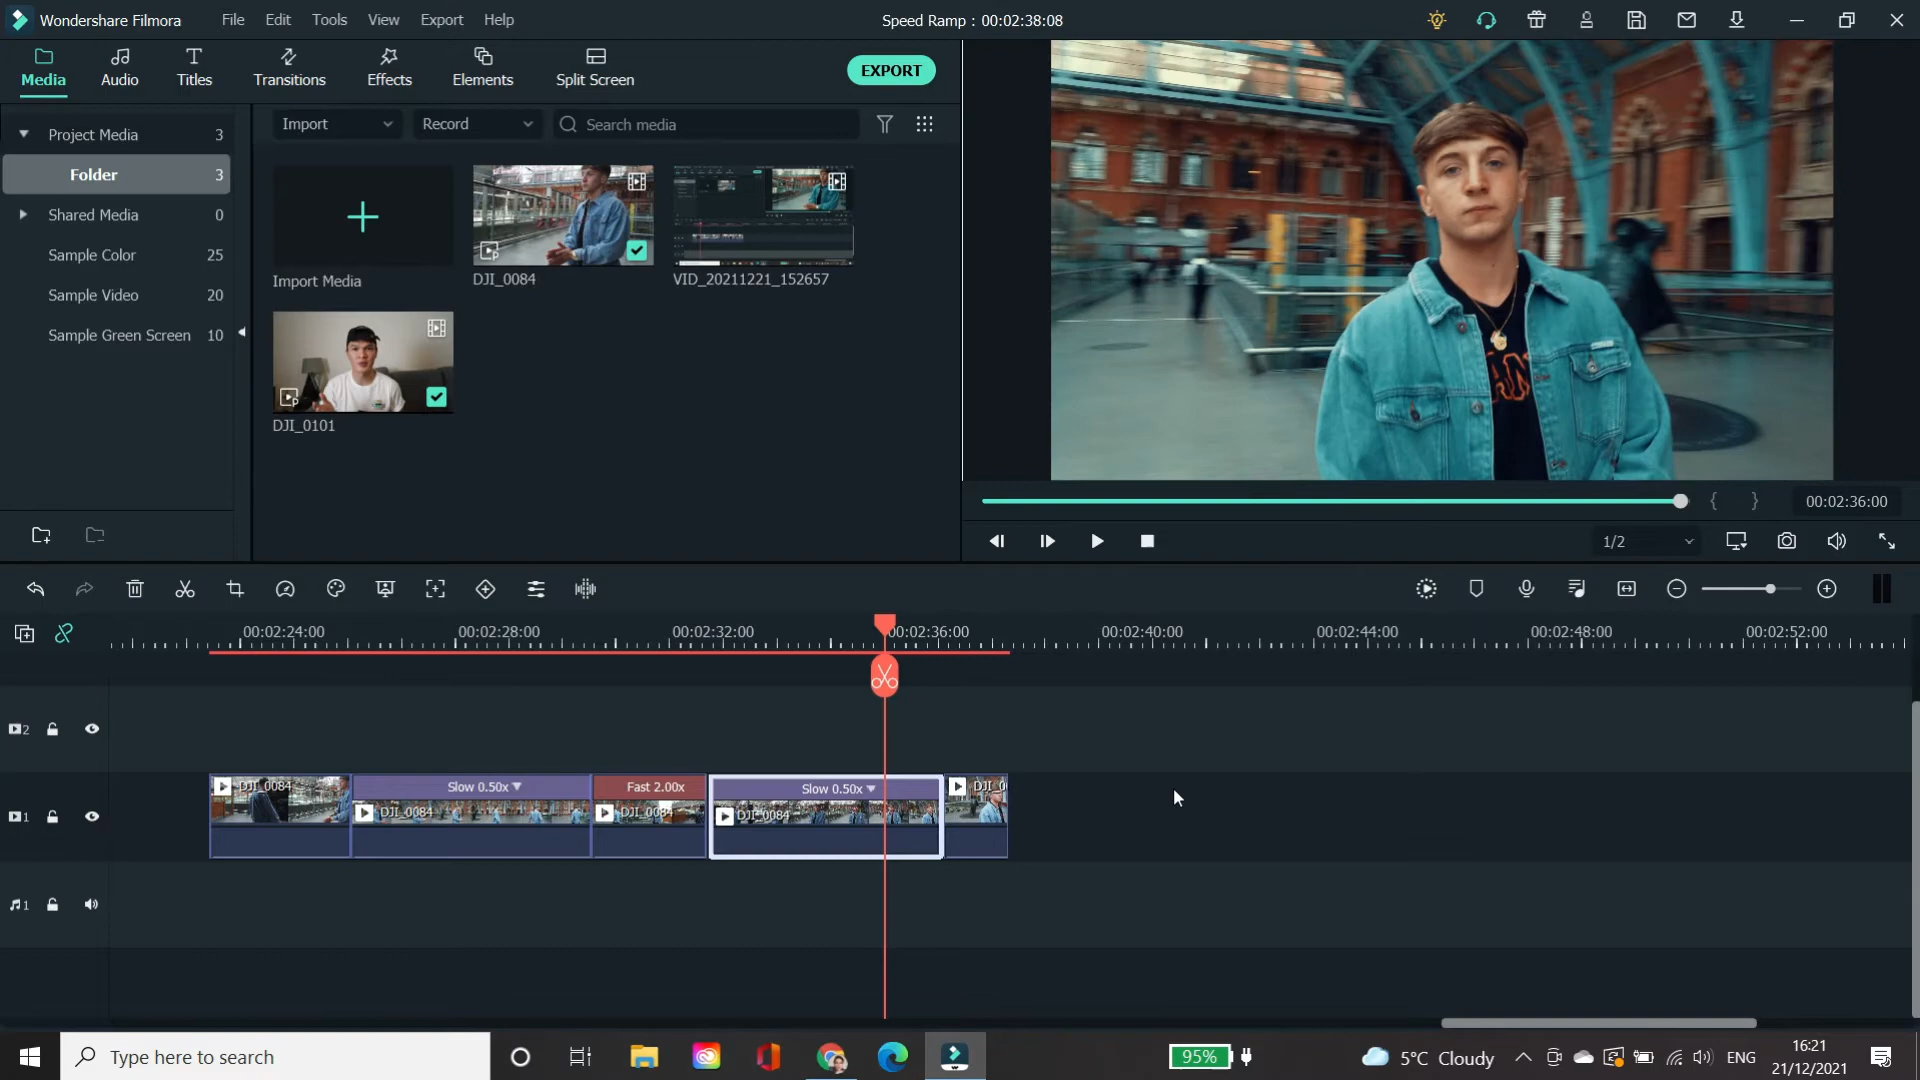 Wondershare Filmora File Edit Tools View Export Help Speed Ramp : 00:02:38:08
Media Audio Titles Transitions Effects Elements Split Screen EXPORT
Project Media 3
Folder 3
Shared Media 0
Sample Color 25
Sample Video 20
Sample Green Screen 10
Import Record Search media
Import Media
DJI_0084
VID_20211221_152657
DJI_0101
AN
00:02:36:00
1/2
00:02:24:00 00:02:28:00 00:02:32:00 00:02:36:00 00:02:40:00 00:02:44:00 00:02:48:00 00:02:52:00
2
1
DJI_0084
Slow 0.50x
DJI_0084
Fast 2.00x
DJI_0084
Slow 0.50x
DJI_0084
DJI_0
1
Type here to search
95%
5°C Cloudy
ENG
16:21
21/12/2021